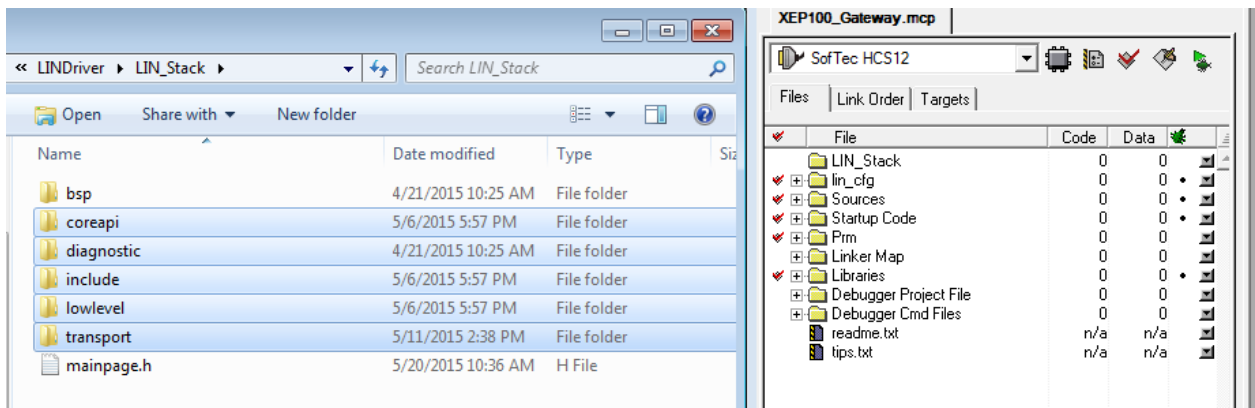 « LINDriver ▸ LIN_Stack ▸
Search LIN_Stack
Open Share with New folder
Name Date modified Type Siz
bsp 4/21/2015 10:25 AM File folder
coreapi 5/6/2015 5:57 PM File folder
diagnostic 4/21/2015 10:25 AM File folder
include 5/6/2015 5:57 PM File folder
lowlevel 5/6/2015 5:57 PM File folder
transport 5/11/2015 2:38 PM File folder
mainpage.h 5/20/2015 10:36 AM H File
XEP100_Gateway.mcp
SofTec HCS12
Files Link Order Targets
File Code Data
LIN_Stack 0 0
lin_cfg 0 0
Sources 0 0
Startup Code 0 0
Prm 0 0
Linker Map 0 0
Libraries 0 0
Debugger Project File 0 0
Debugger Cmd Files 0 0
readme.txt n/a n/a
tips.txt n/a n/a